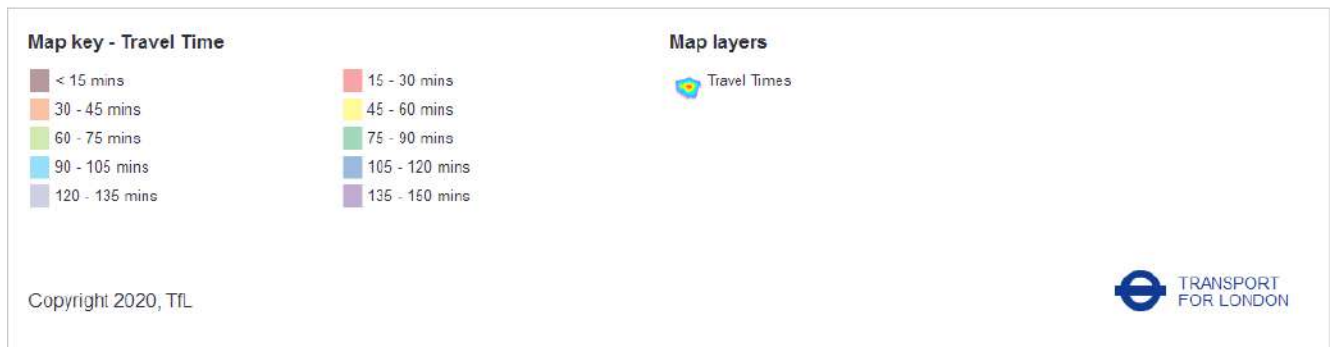 Map key - Travel Time
< 15 mins
15 - 30 mins
30 - 45 mins
45 - 60 mins
60 - 75 mins
75 - 90 mins
90 - 105 mins
105 - 120 mins
120 - 135 mins
135 - 150 mins
Map layers
Travel Times
Copyright 2020, TfL
TRANSPORT
FOR LONDON